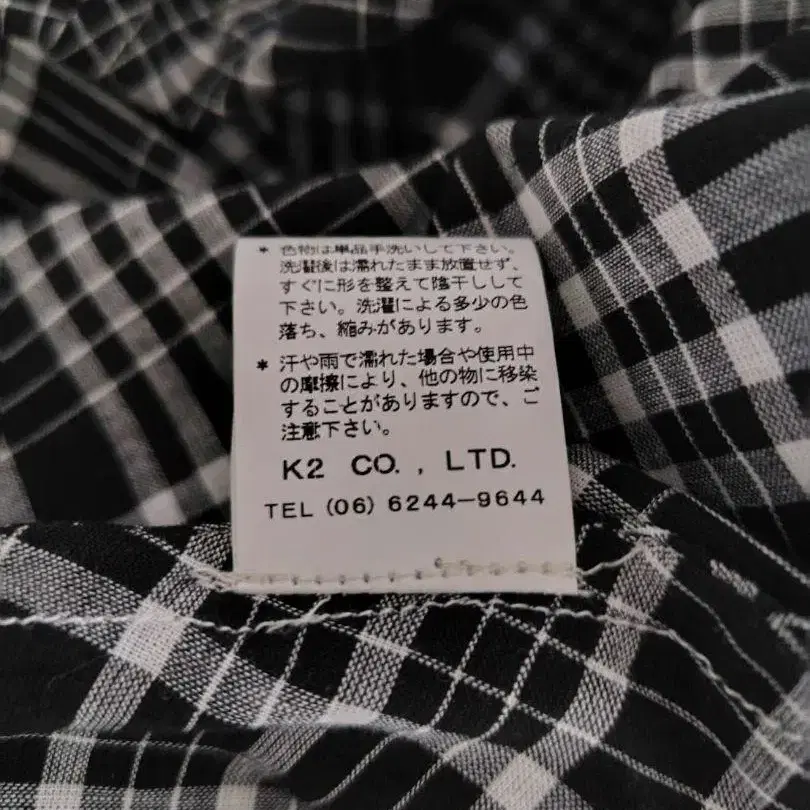 * 色物は単品手洗いして下さい。
洗濯後は濡れたまま放置せず、
すぐに形を整えて陰干しして
下さい。洗濯による多少の色
落ち、縮みがあります。
* 汗や雨で濡れた場合や使用中
の摩擦により、他の物に移染
することがありますので、ご
注意下さい。
K2 CO., LTD.
TEL (06) 6244-9644